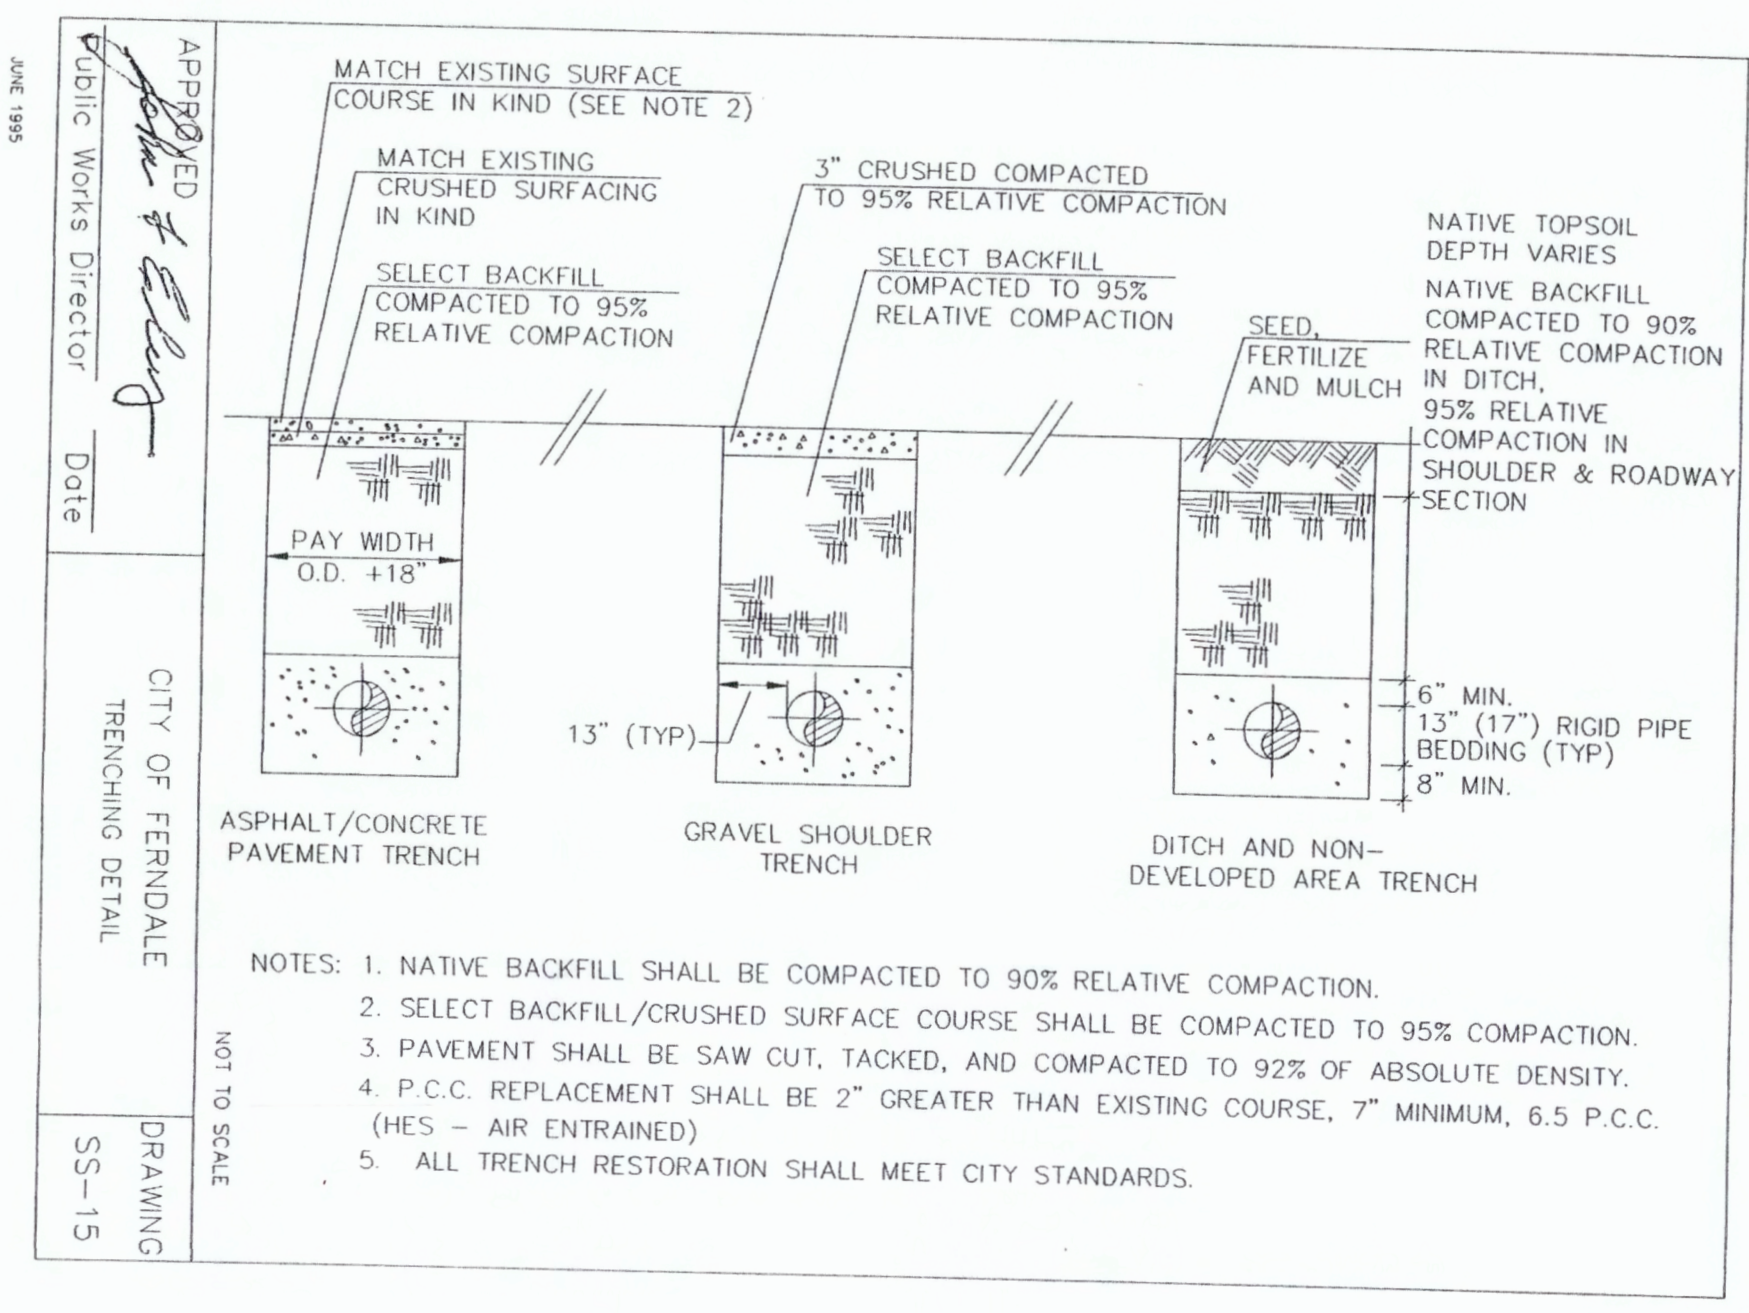 MATCH EXISTING SURFACE
COURSE IN KIND (SEE NOTE 2)
MATCH EXISTING
CRUSHED SURFACING
IN KIND
SELECT BACKFILL
COMPACTED TO 95%
RELATIVE COMPACTION
3" CRUSHED COMPACTED
TO 95% RELATIVE COMPACTION
SELECT BACKFILL
COMPACTED TO 95%
RELATIVE COMPACTION
SEED,
FERTILIZE
AND MULCH
NATIVE TOPSOIL
DEPTH VARIES
NATIVE BACKFILL
COMPACTED TO 90%
RELATIVE COMPACTION
IN DITCH,
95% RELATIVE
COMPACTION IN
SHOULDER & ROADWAY
SECTION
PAY WIDTH
O.D. +18"
13" (TYP)
6" MIN.
13" (17") RIGID PIPE
BEDDING (TYP)
8" MIN.
ASPHALT/CONCRETE
PAVEMENT TRENCH
GRAVEL SHOULDER
TRENCH
DITCH AND NON-
DEVELOPED AREA TRENCH
NOTES: 1. NATIVE BACKFILL SHALL BE COMPACTED TO 90% RELATIVE COMPACTION.
2. SELECT BACKFILL/CRUSHED SURFACE COURSE SHALL BE COMPACTED TO 95% COMPACTION.
3. PAVEMENT SHALL BE SAW CUT, TACKED, AND COMPACTED TO 92% OF ABSOLUTE DENSITY.
4. P.C.C. REPLACEMENT SHALL BE 2" GREATER THAN EXISTING COURSE, 7" MINIMUM, 6.5 P.C.C.
(HES - AIR ENTRAINED)
5. ALL TRENCH RESTORATION SHALL MEET CITY STANDARDS.
NOT TO SCALE
APPROVED
Public Works Director Date
CITY OF FERNDALE
TRENCHING DETAIL
DRAWING
SS-15
JUNE 1995